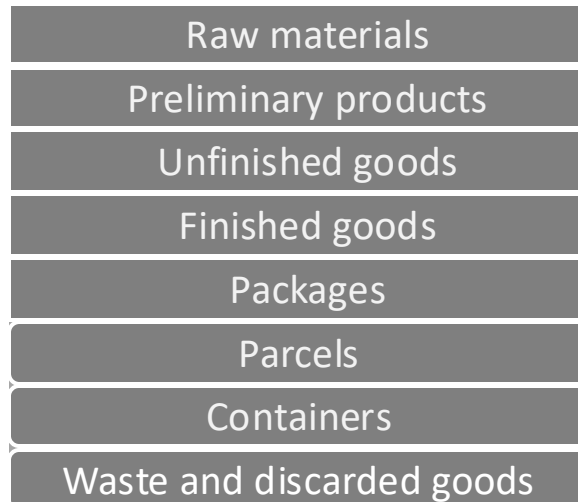 Raw materials
Preliminary products
Unfinished goods
Finished goods
Packages
Parcels
Containers
Waste and discarded goods